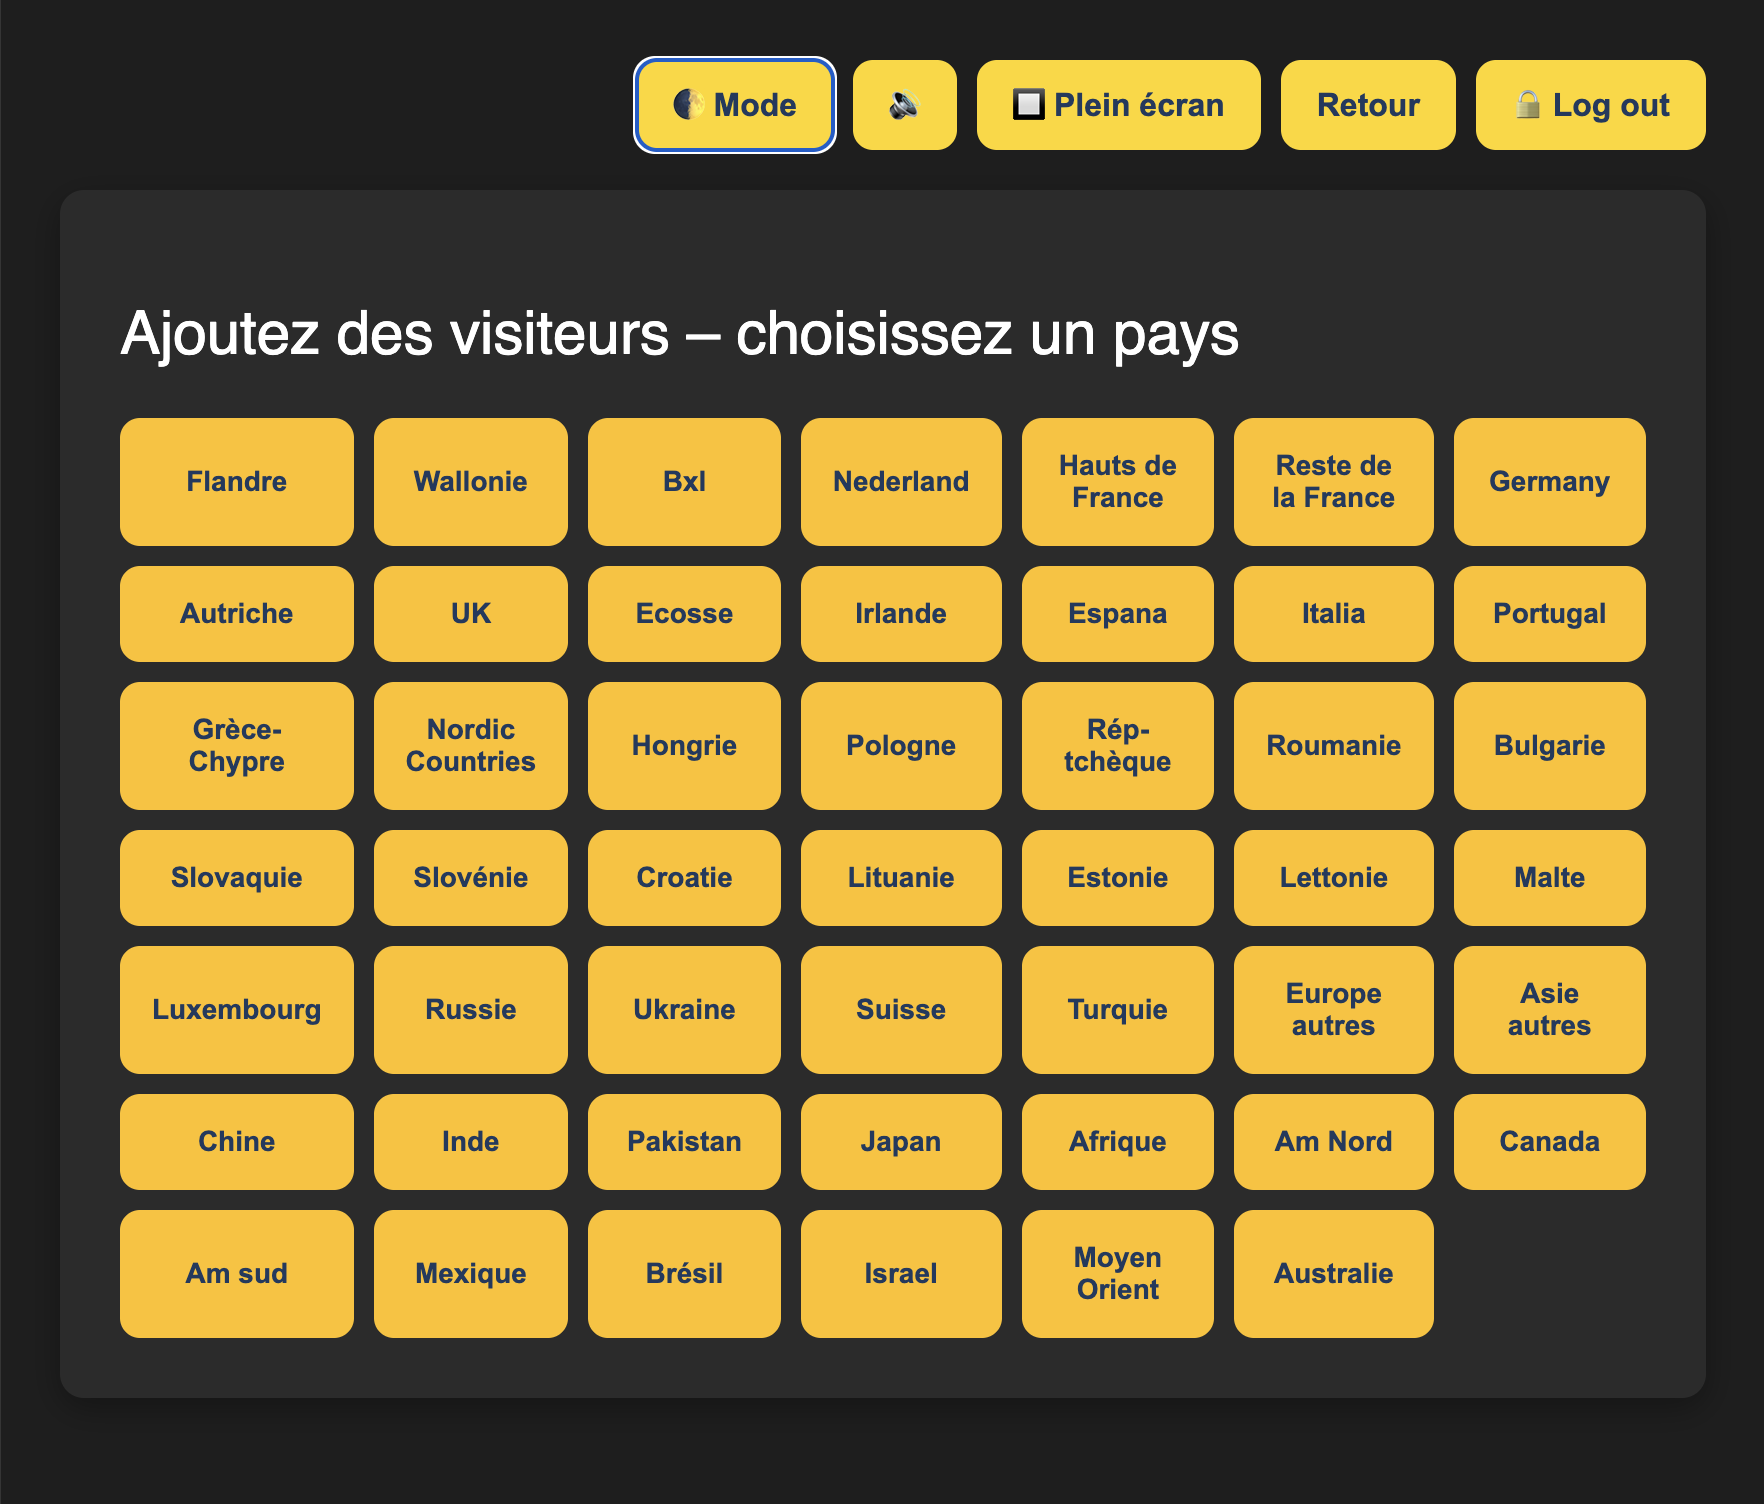 Mode
Plein écran
Retour
Log out
Ajoutez des visiteurs – choisissez un pays
Flandre
Wallonie
Bxl
Nederland
Hauts de
France
Reste de
la France
Germany
Autriche
UK
Ecosse
Irlande
Espana
Italia
Portugal
Grèce-
Chypre
Nordic
Countries
Hongrie
Pologne
Rép-
tchèque
Roumanie
Bulgarie
Slovaquie
Slovénie
Croatie
Lituanie
Estonie
Lettonie
Malte
Luxembourg
Russie
Ukraine
Suisse
Turquie
Europe
autres
Asie
autres
Chine
Inde
Pakistan
Japan
Afrique
Am Nord
Canada
Am sud
Mexique
Brésil
Israel
Moyen
Orient
Australie